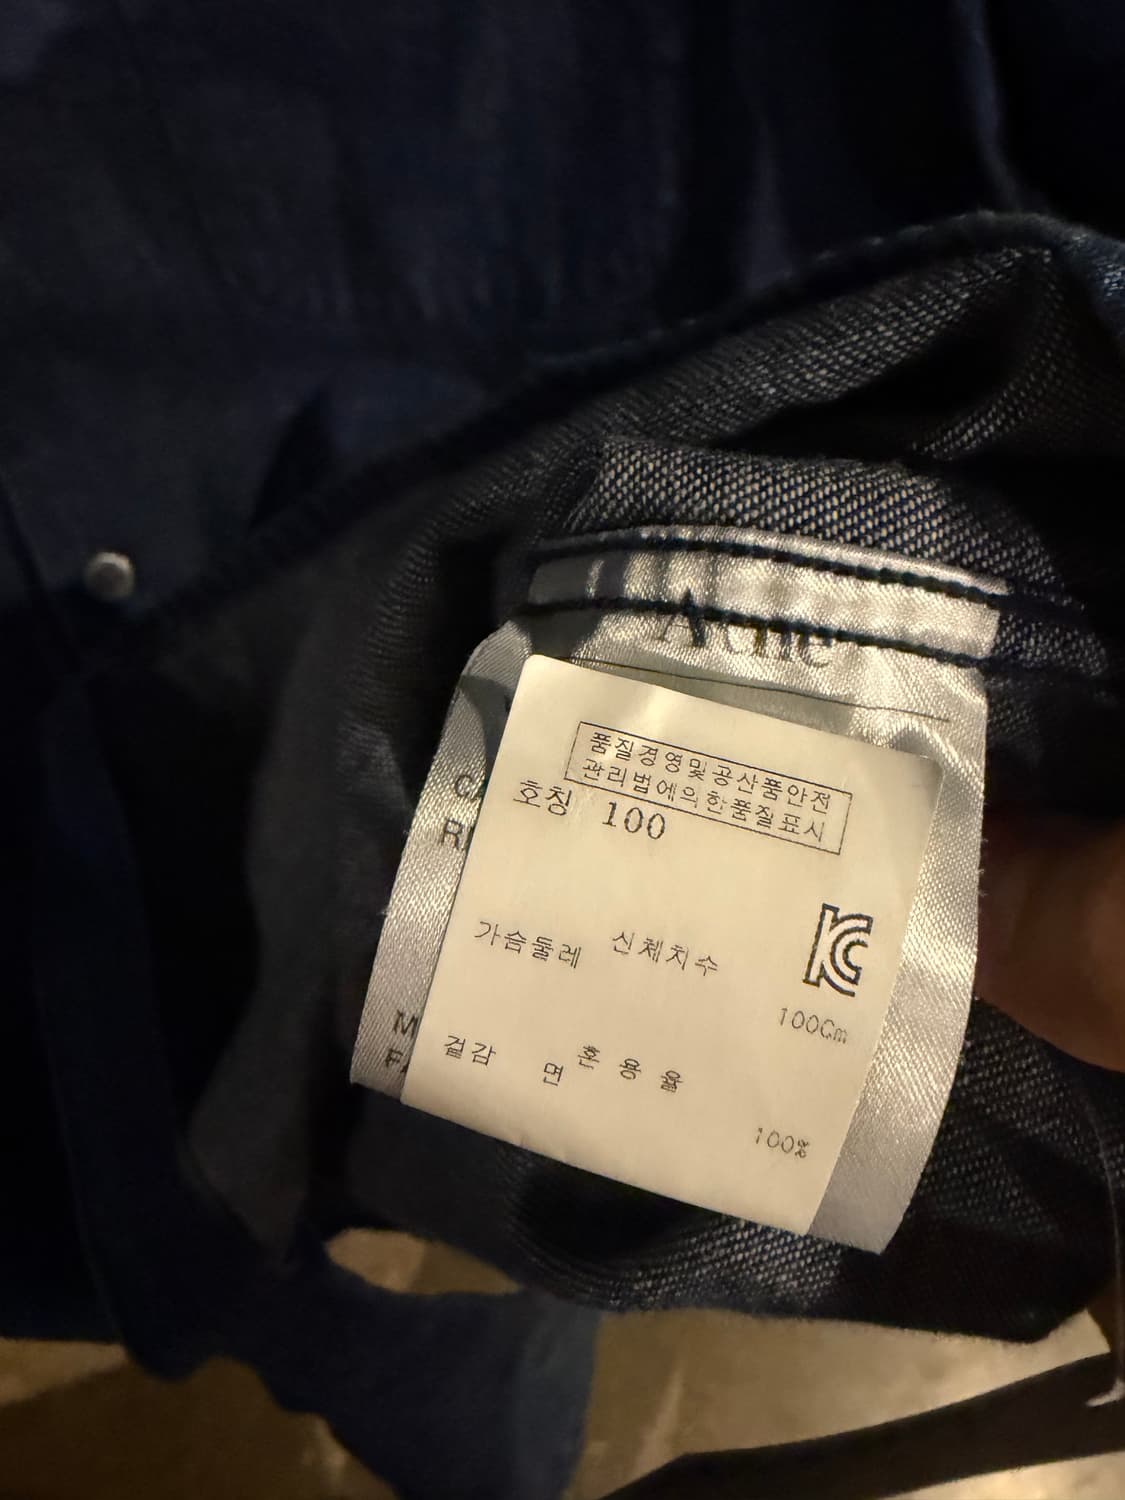 Acne
품질경영및공산품안전
관리법에의한품질표시
호칭 100
가슴둘레 신체치수
100Cm
겉감 면 혼용율
100%